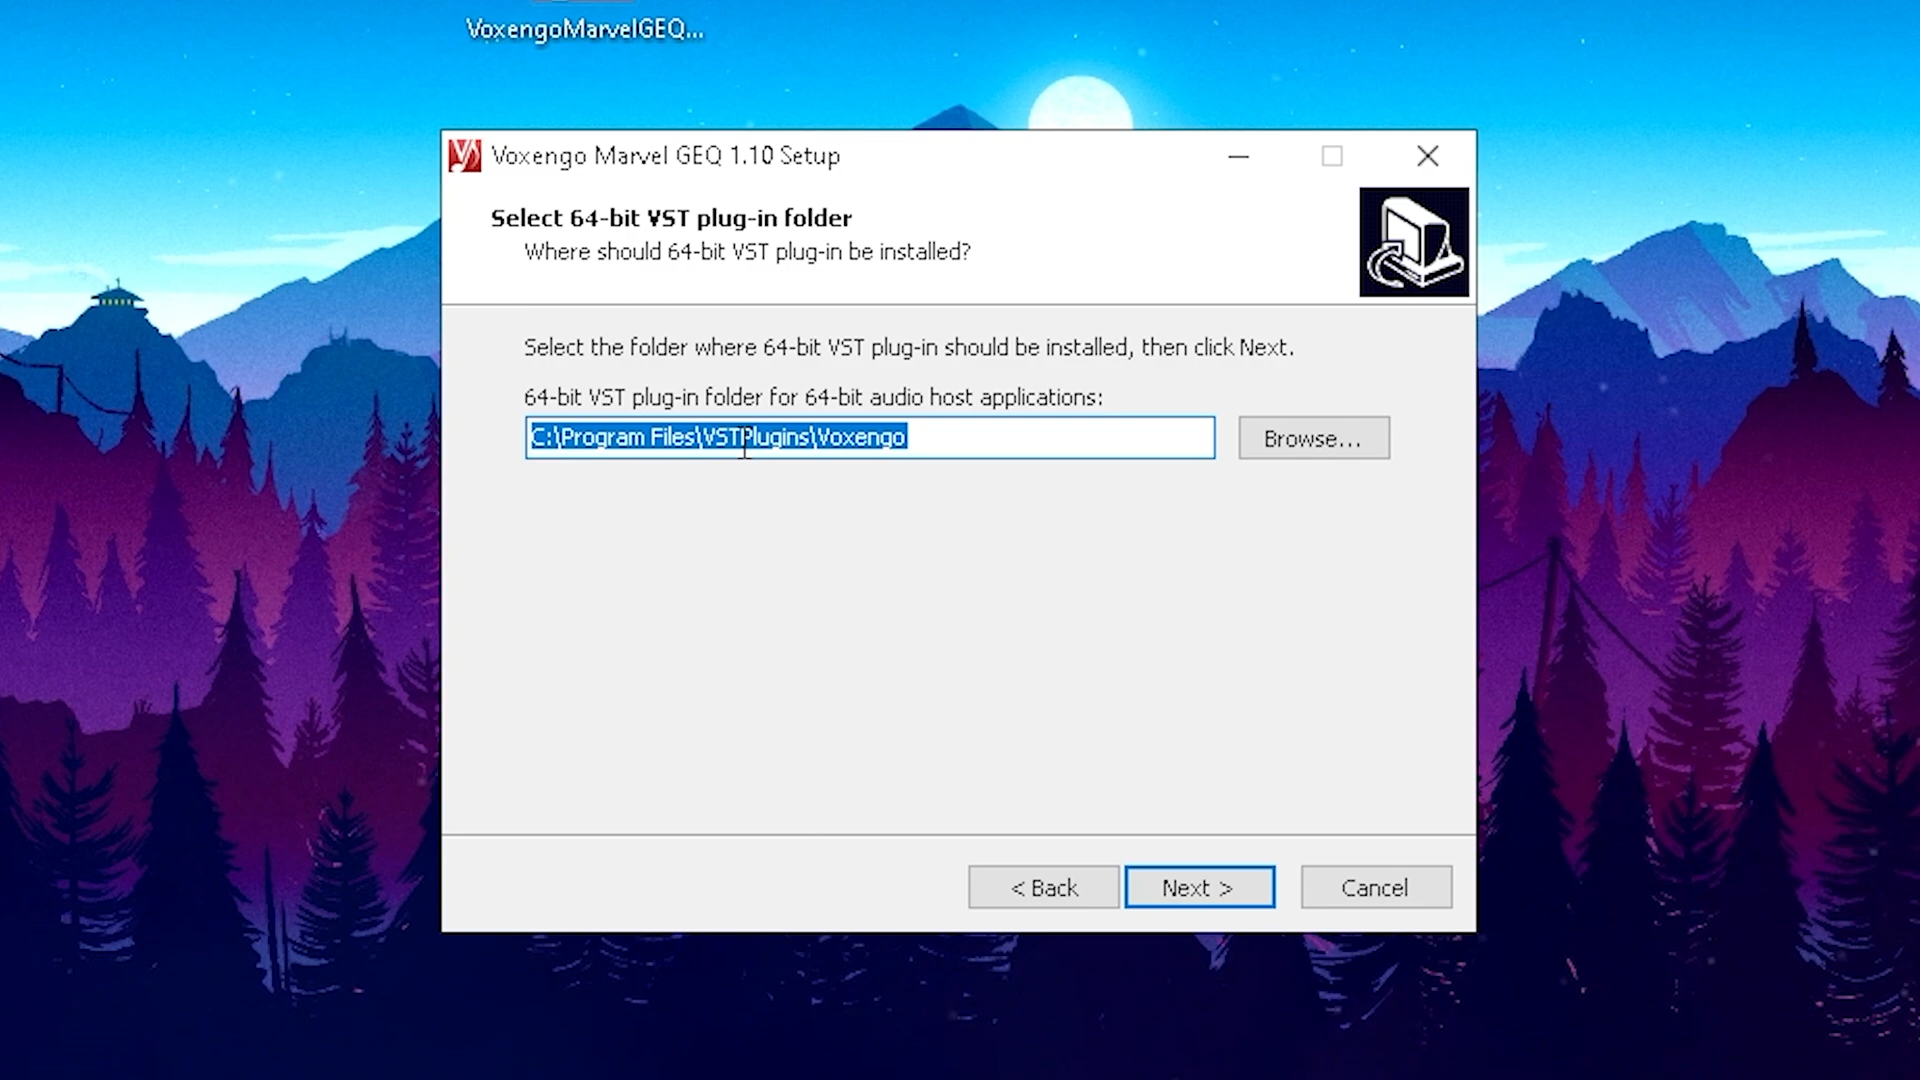 VoxengoMarvelGEQ...
Voxengo Marvel GEQ 1.10 Setup
Select 64-bit VST plug-in folder
Where should 64-bit VST plug-in be installed?
Select the folder where 64-bit VST plug-in should be installed, then click Next.
64-bit VST plug-in folder for 64-bit audio host applications:
C:\Program Files\VSTPlugins\Voxengo
Browse...
< Back
Next >
Cancel